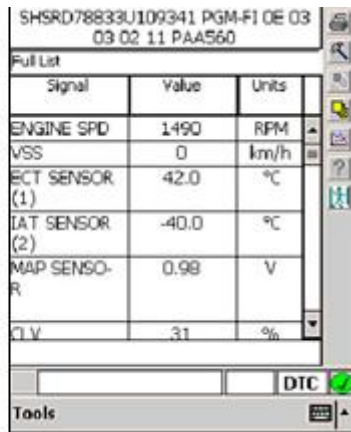 SHSRD78833U109341 PGM-FI 0E 03
03 02 11 PAA560
Full List
Signal Value Units
ENGINE SPD 1490 RPM
VSS 0 km/h
ECT SENSOR 42.0 °C
(1)
IAT SENSOR -40.0 °C
(2)
MAP SENSO- 0.98 V
R
CLV 31 %
DTC
Tools